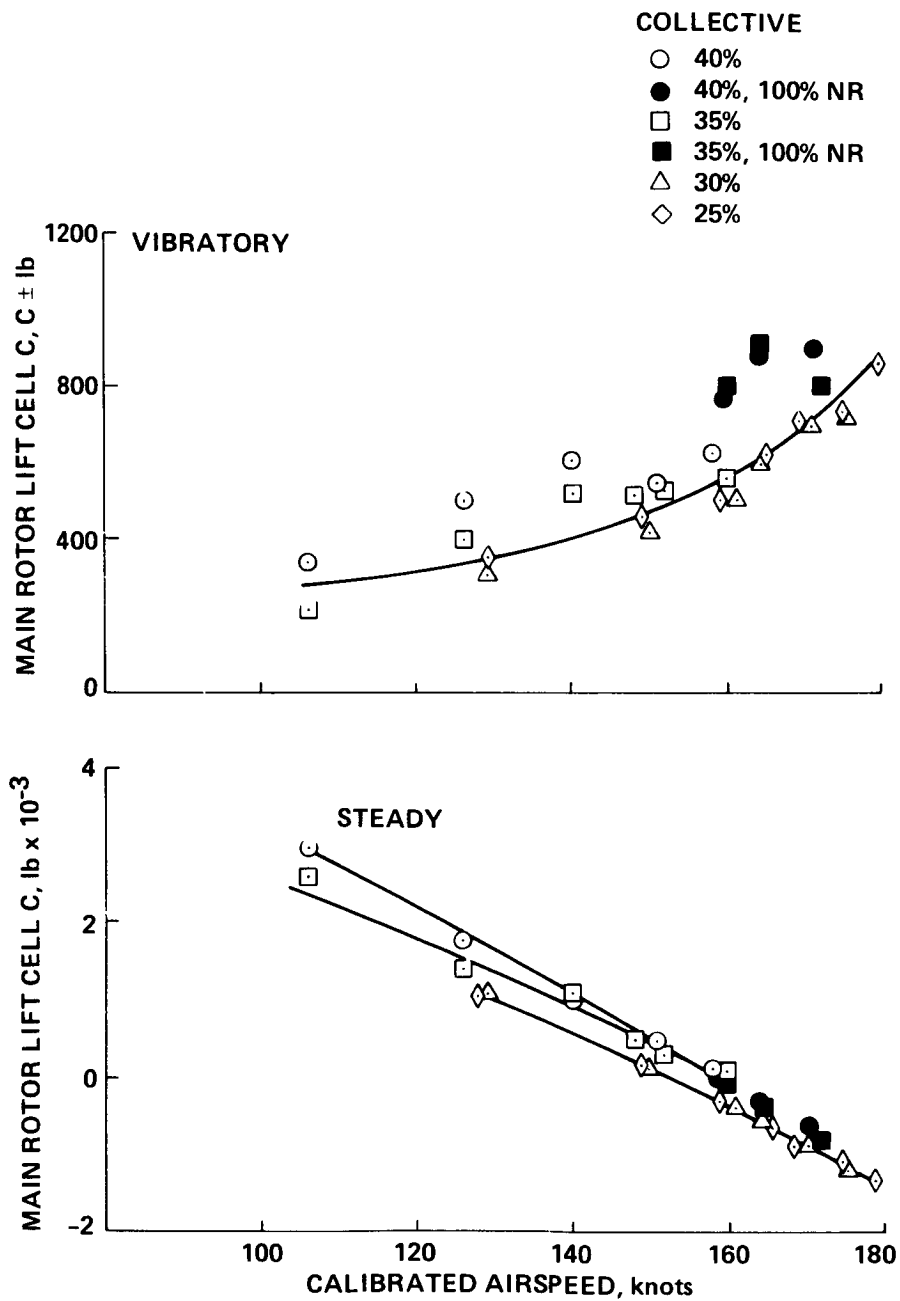 COLLECTIVE
40%
40%, 100% NR
35%
35%, 100% NR
30%
25%
1200
VIBRATORY
800
400
0
MAIN ROTOR LIFT CELL C, C ± lb
4
STEADY
2
0
-2
MAIN ROTOR LIFT CELL C, lb x 10⁻³
100 120 140 160 180
CALIBRATED AIRSPEED, knots